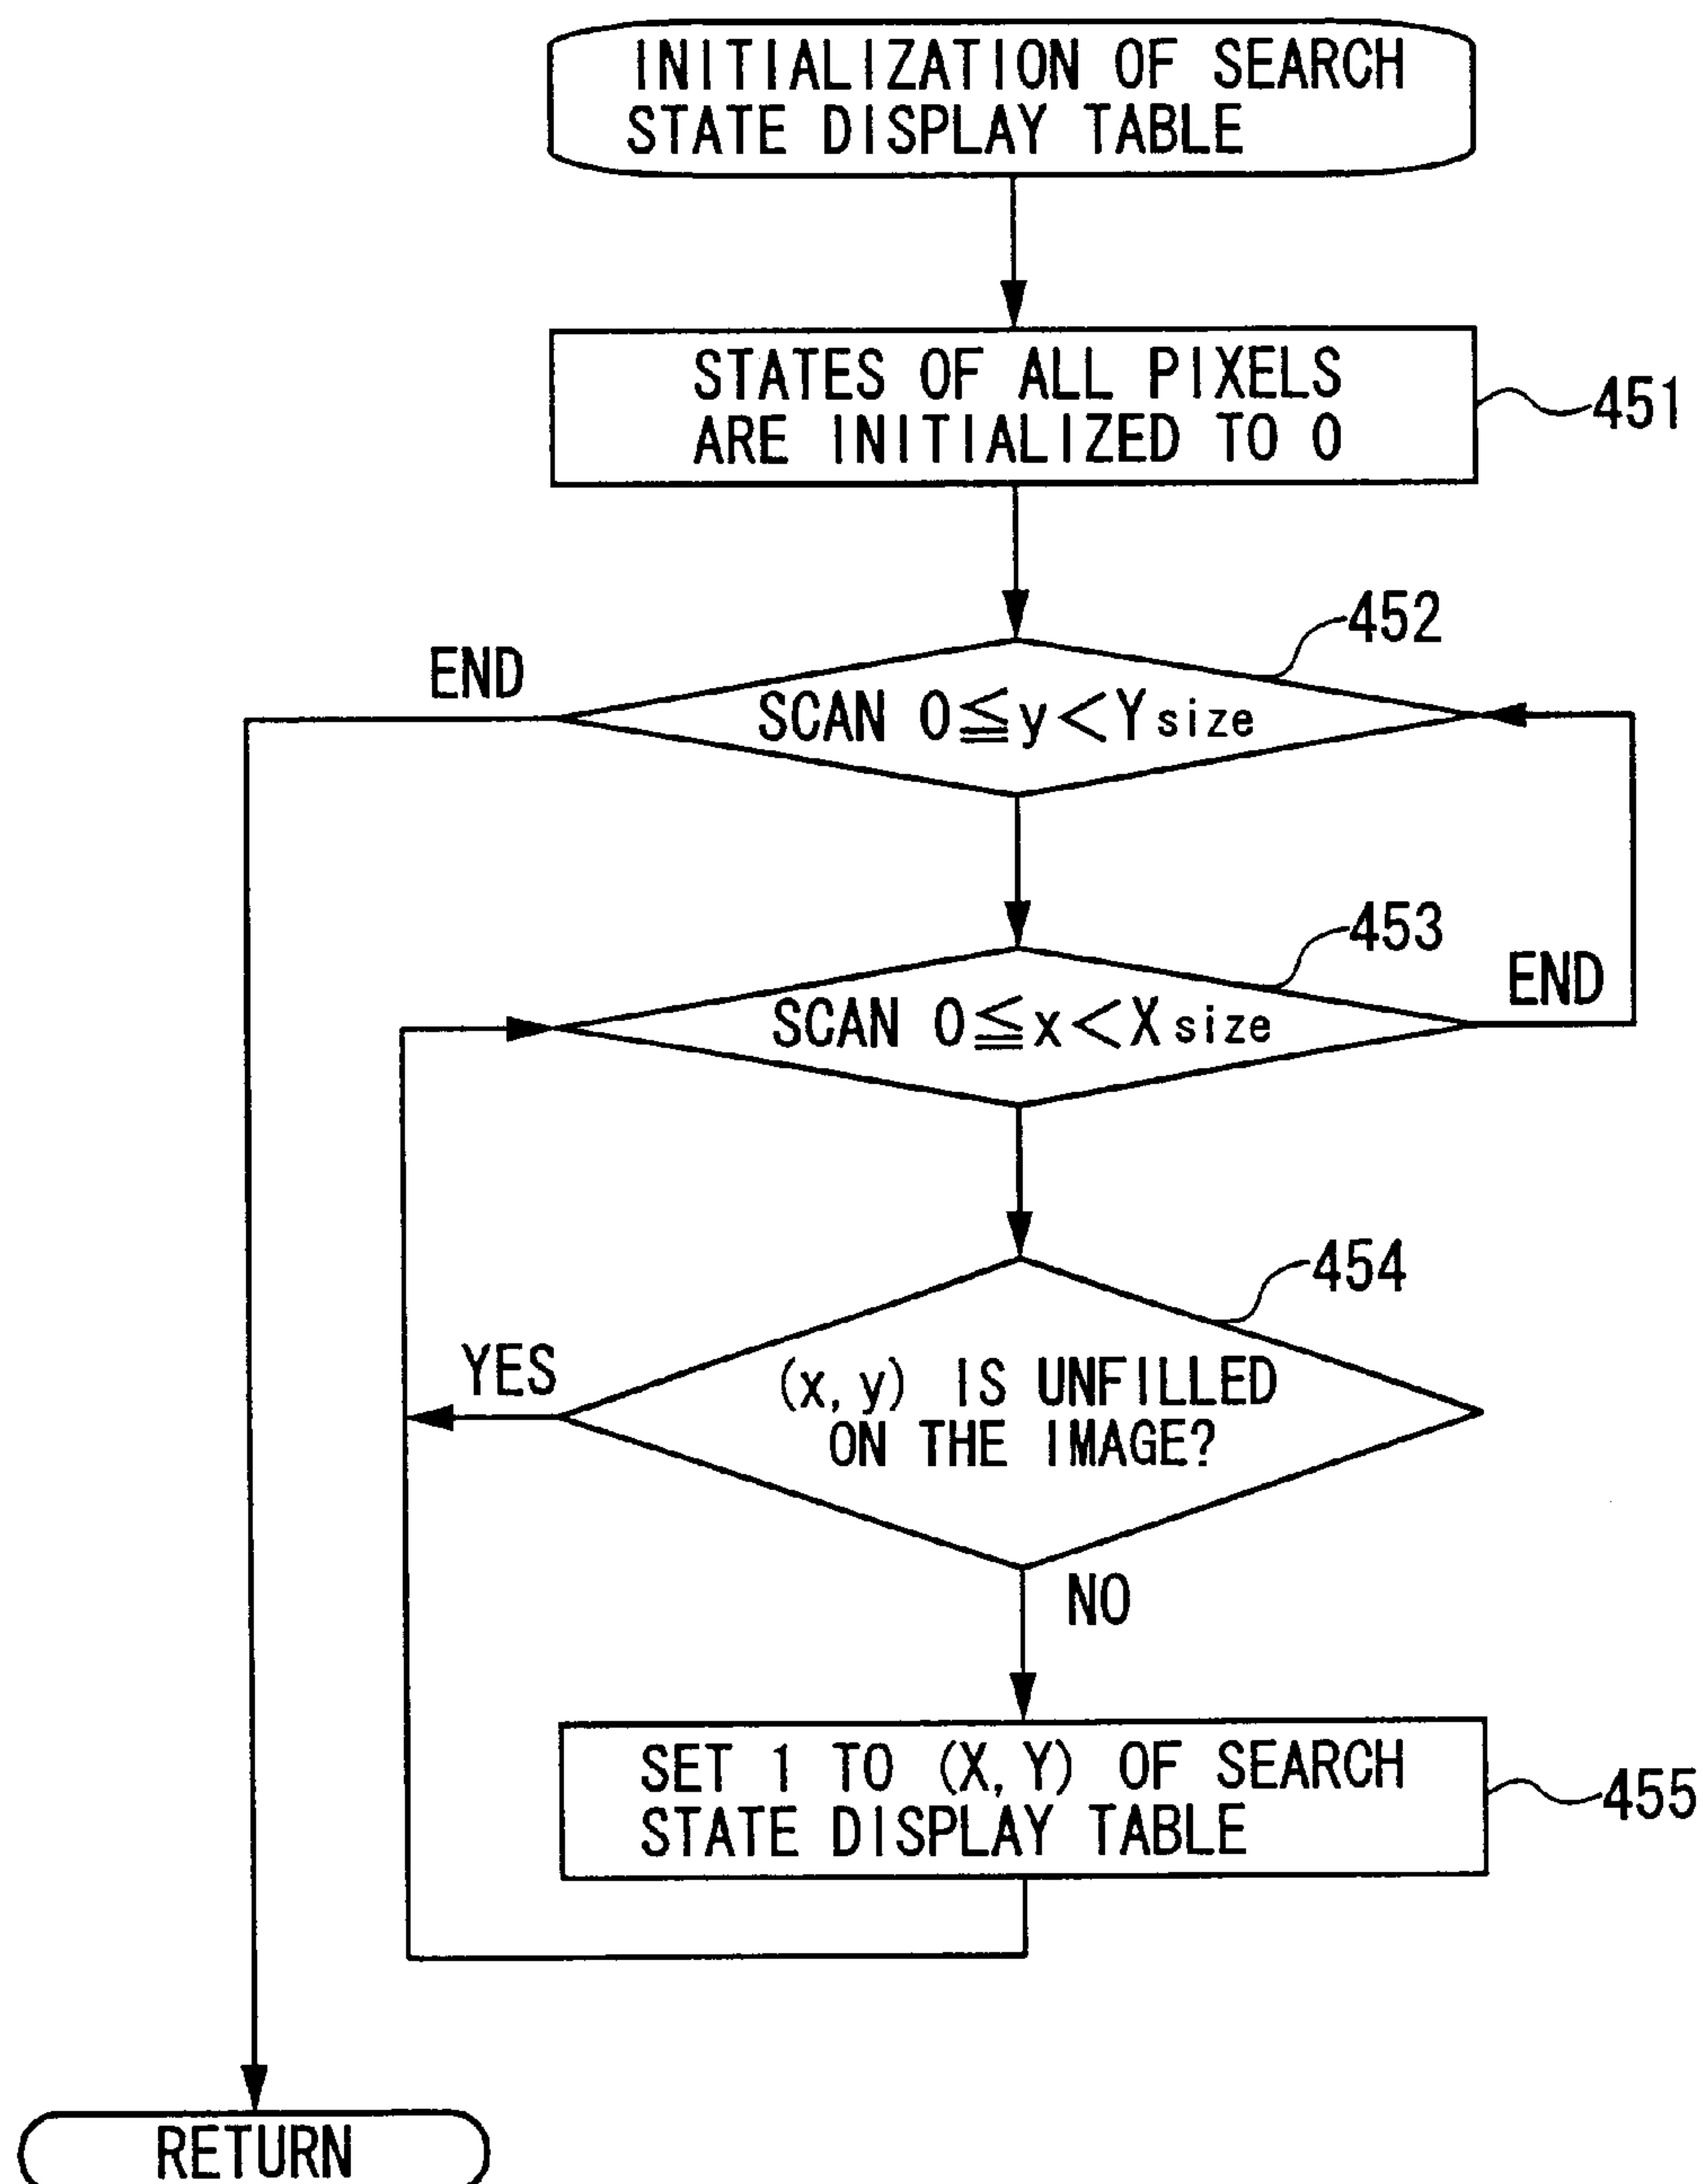 INITIALIZATION OF SEARCH
STATE DISPLAY TABLE
STATES OF ALL PIXELS
ARE INITIALIZED TO 0
451
452
END
SCAN 0≦y<Ysize
453
END
SCAN 0≦x<Xsize
454
YES
(x, y) IS UNFILLED
ON THE IMAGE?
NO
SET 1 TO (X, Y) OF SEARCH
STATE DISPLAY TABLE
455
RETURN